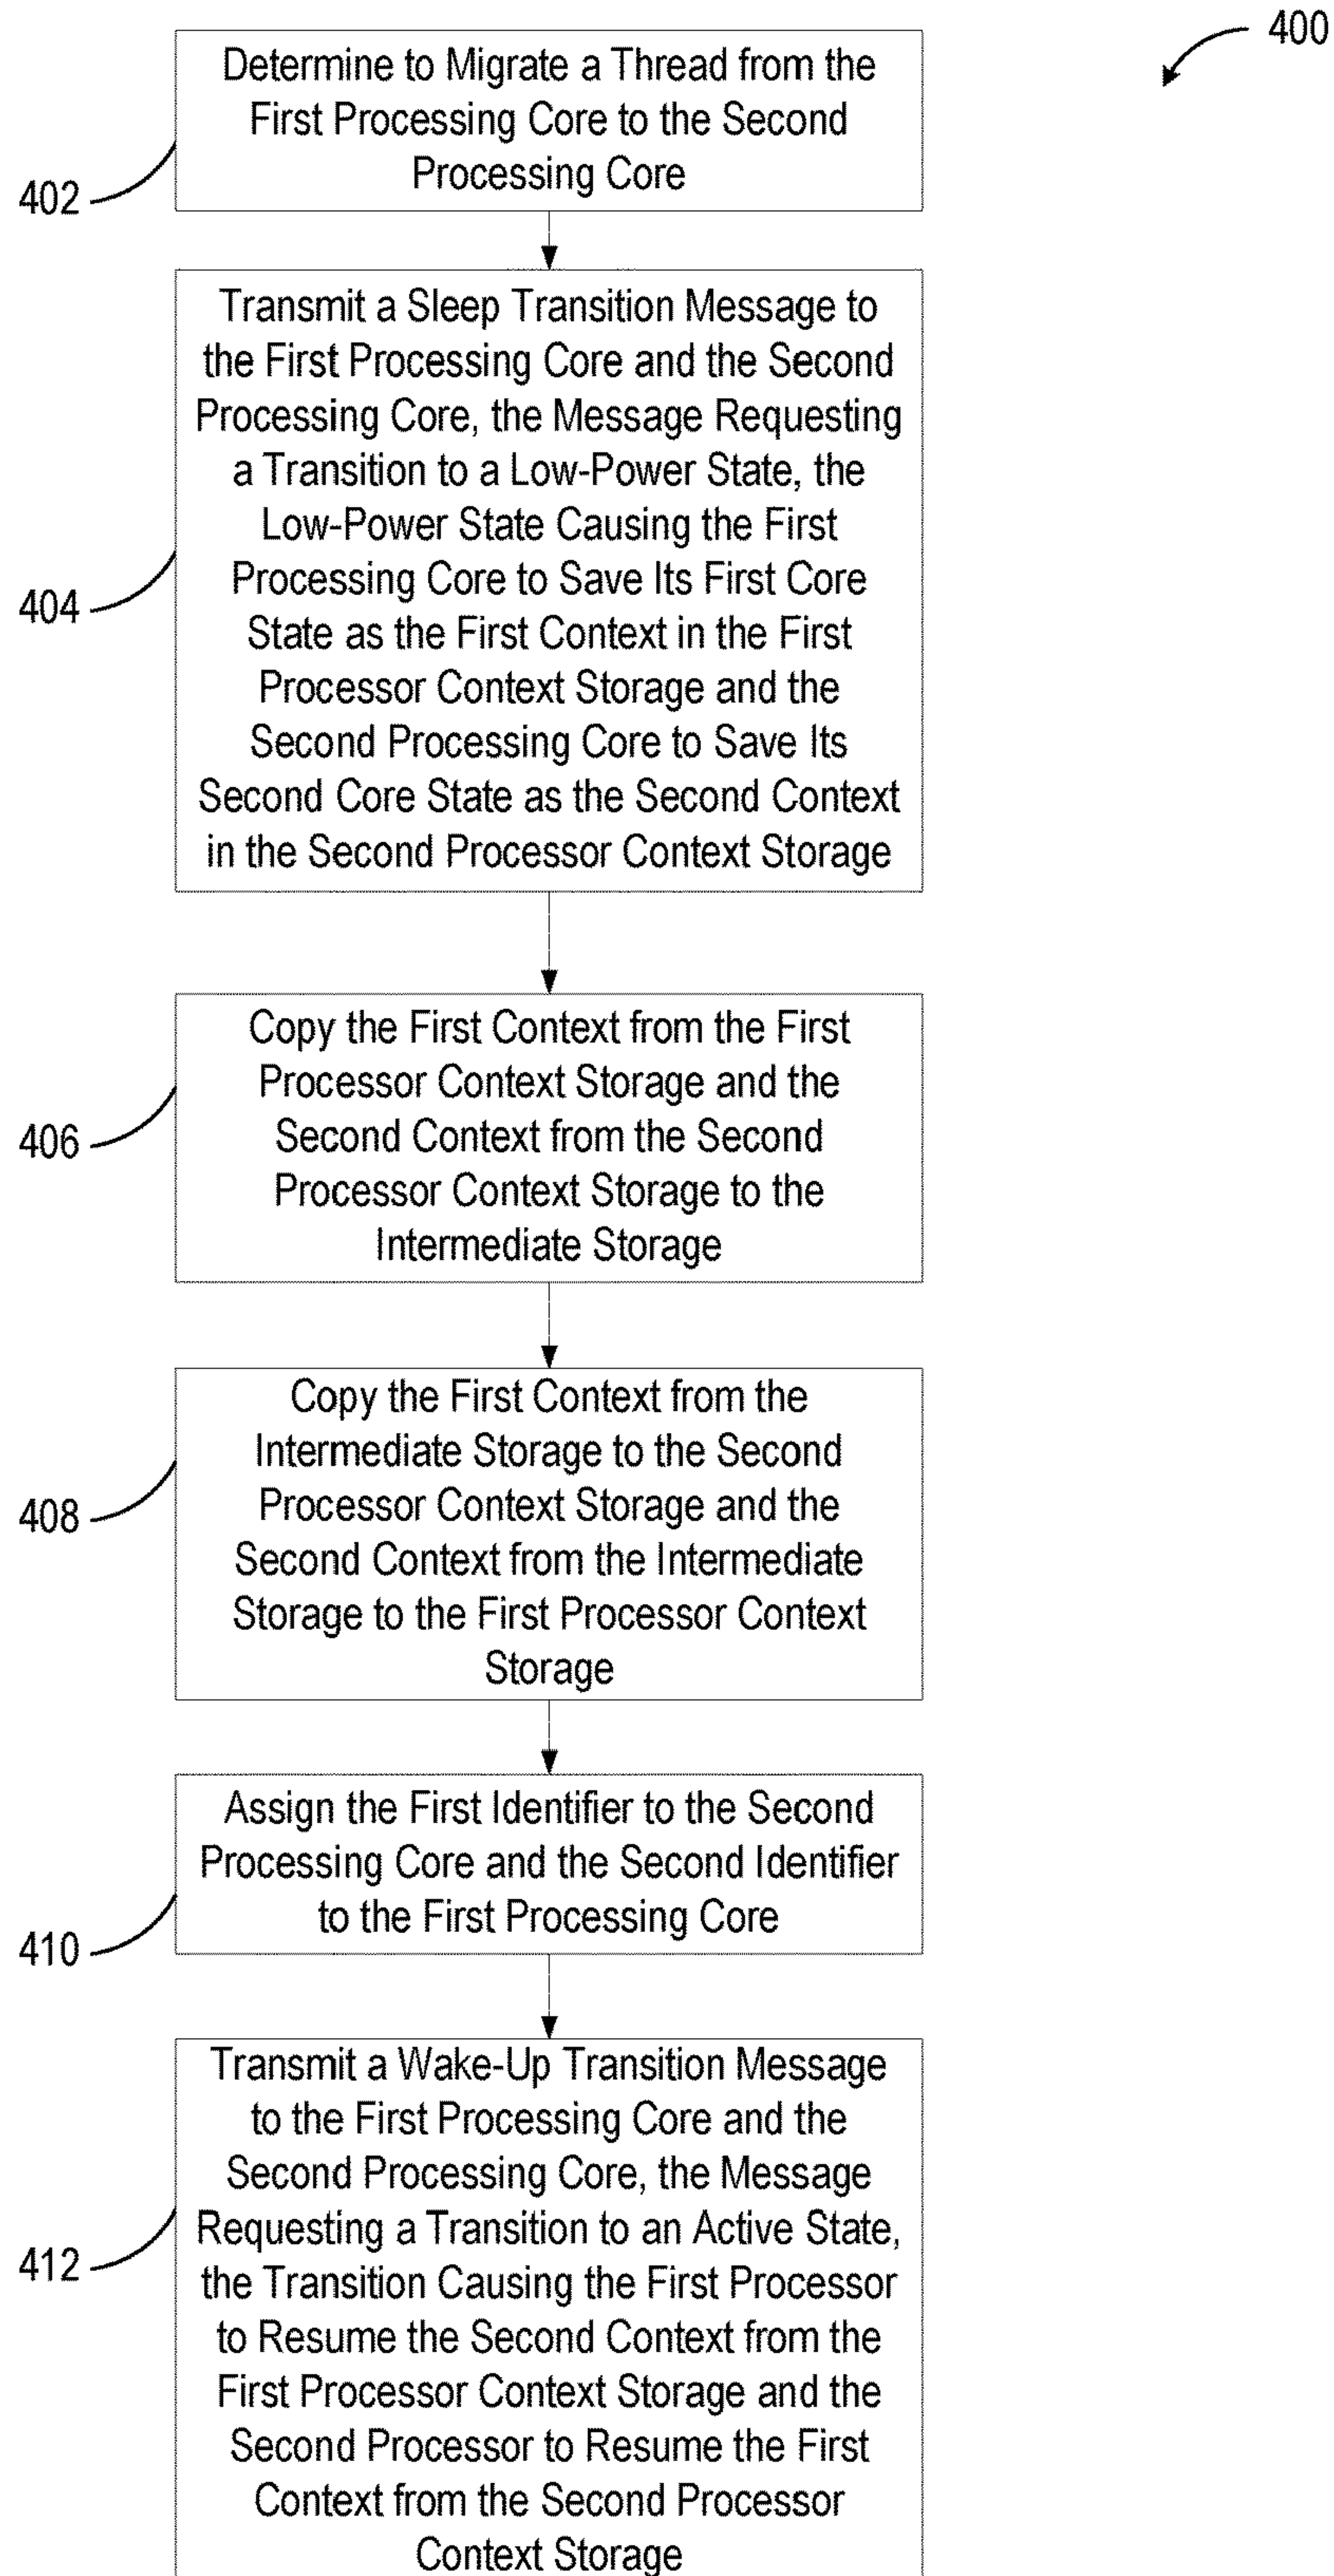 400
Determine to Migrate a Thread from the
First Processing Core to the Second
Processing Core
402
Transmit a Sleep Transition Message to
the First Processing Core and the Second
Processing Core, the Message Requesting
a Transition to a Low-Power State, the
Low-Power State Causing the First
Processing Core to Save Its First Core
State as the First Context in the First
Processor Context Storage and the
Second Processing Core to Save Its
Second Core State as the Second Context
in the Second Processor Context Storage
404
Copy the First Context from the First
Processor Context Storage and the
Second Context from the Second
Processor Context Storage to the
Intermediate Storage
406
Copy the First Context from the
Intermediate Storage to the Second
Processor Context Storage and the
Second Context from the Intermediate
Storage to the First Processor Context
Storage
408
Assign the First Identifier to the Second
Processing Core and the Second Identifier
to the First Processing Core
410
Transmit a Wake-Up Transition Message
to the First Processing Core and the
Second Processing Core, the Message
Requesting a Transition to an Active State,
the Transition Causing the First Processor
to Resume the Second Context from the
First Processor Context Storage and the
Second Processor to Resume the First
Context from the Second Processor
Context Storage
412